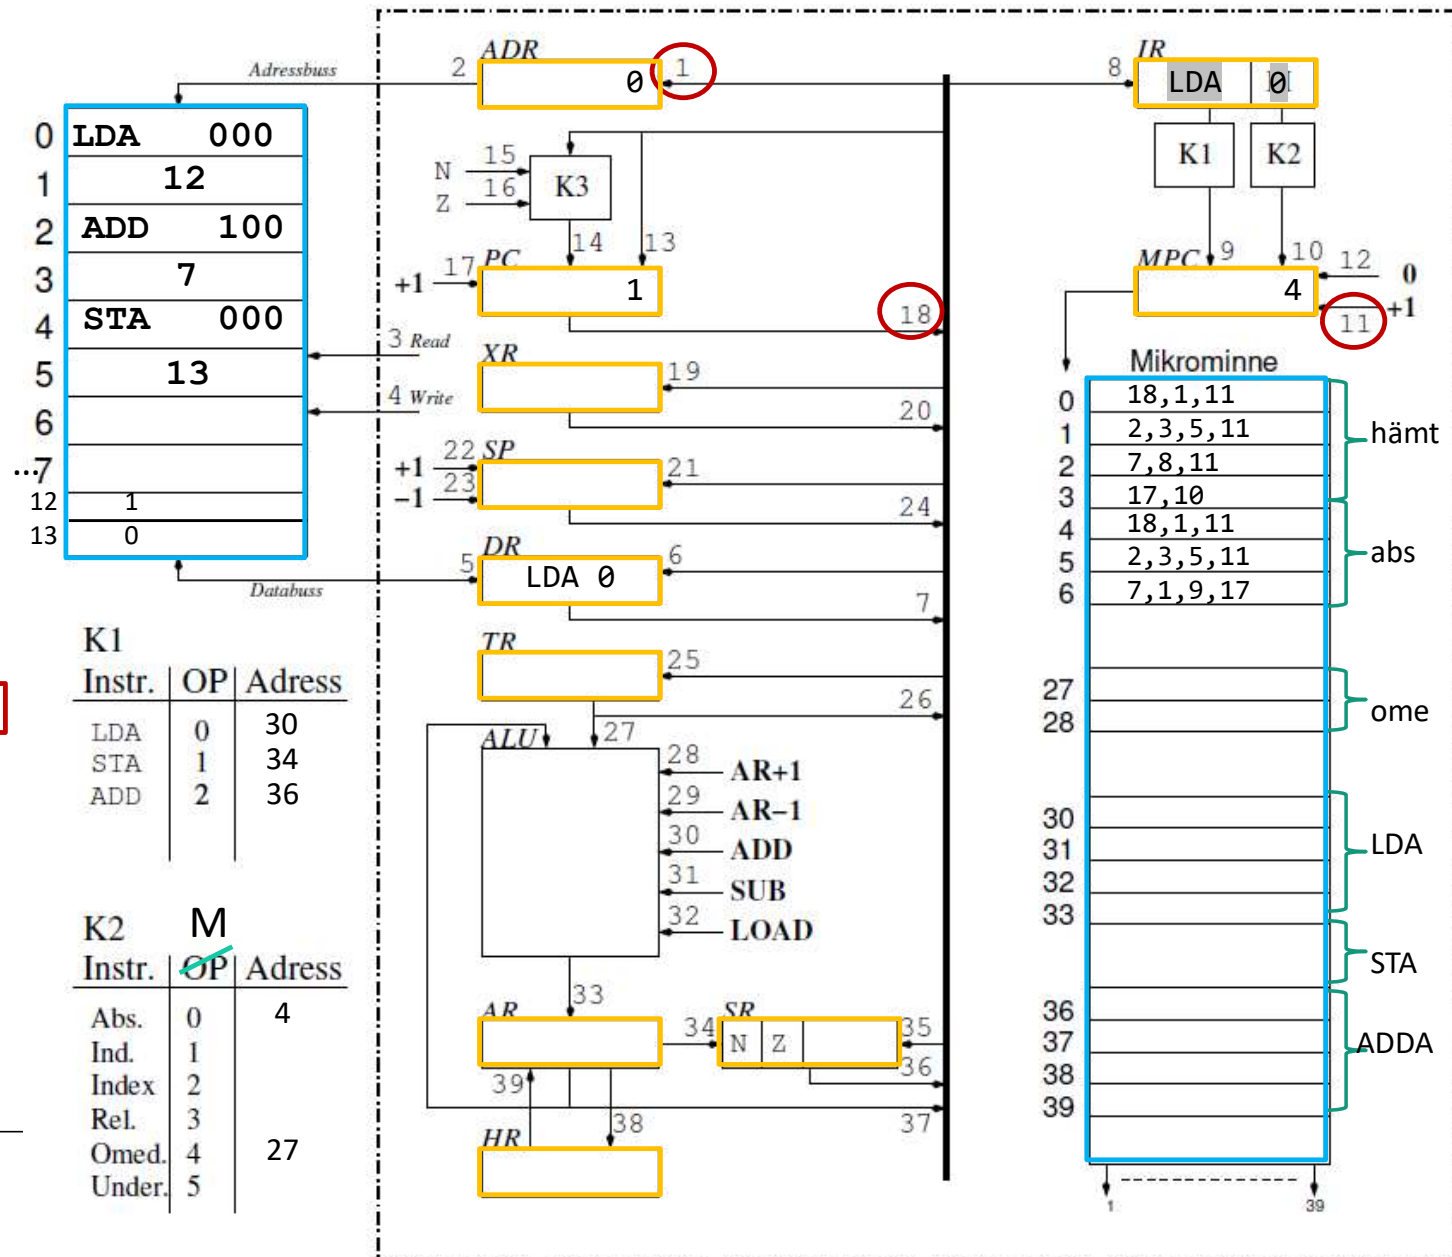 ADR
IR
Adressbuss
2
0
1
8
LDA 0
0 LDA 000
1 12
2 ADD 100
3 7
4 STA 000
5 13
6
...7
12 1
13 0
N 15
Z 16
K3
K1
K2
14
13
9
10
12 0
11 +1
MPC
4
PC
+1 17
1
18
3 Read
4 Write
XR
19
20
SP
+1 22
-1 23
21
24
DR
5
LDA 0
6
7
Databuss
TR
25
26
27
ALU
28 AR+1
29 AR–1
30 ADD
31 SUB
32 LOAD
33
AR
34
SR
N Z
35
36
37
38
39
HR
K1
Instr. OP Adress
LDA 0 30
STA 1 34
ADD 2 36
K2 M
Instr. OP Adress
Abs. 0 4
Ind. 1
Index 2
Rel. 3
Omed. 4 27
Under. 5
Mikrominne
0 18,1,11
1 2,3,5,11
2 7,8,11
3 17,10
hämt
4 18,1,11
5 2,3,5,11
6 7,1,9,17
abs
27
28
ome
30
31
32
33
LDA
STA
36
37
38
39
ADDA
1
39